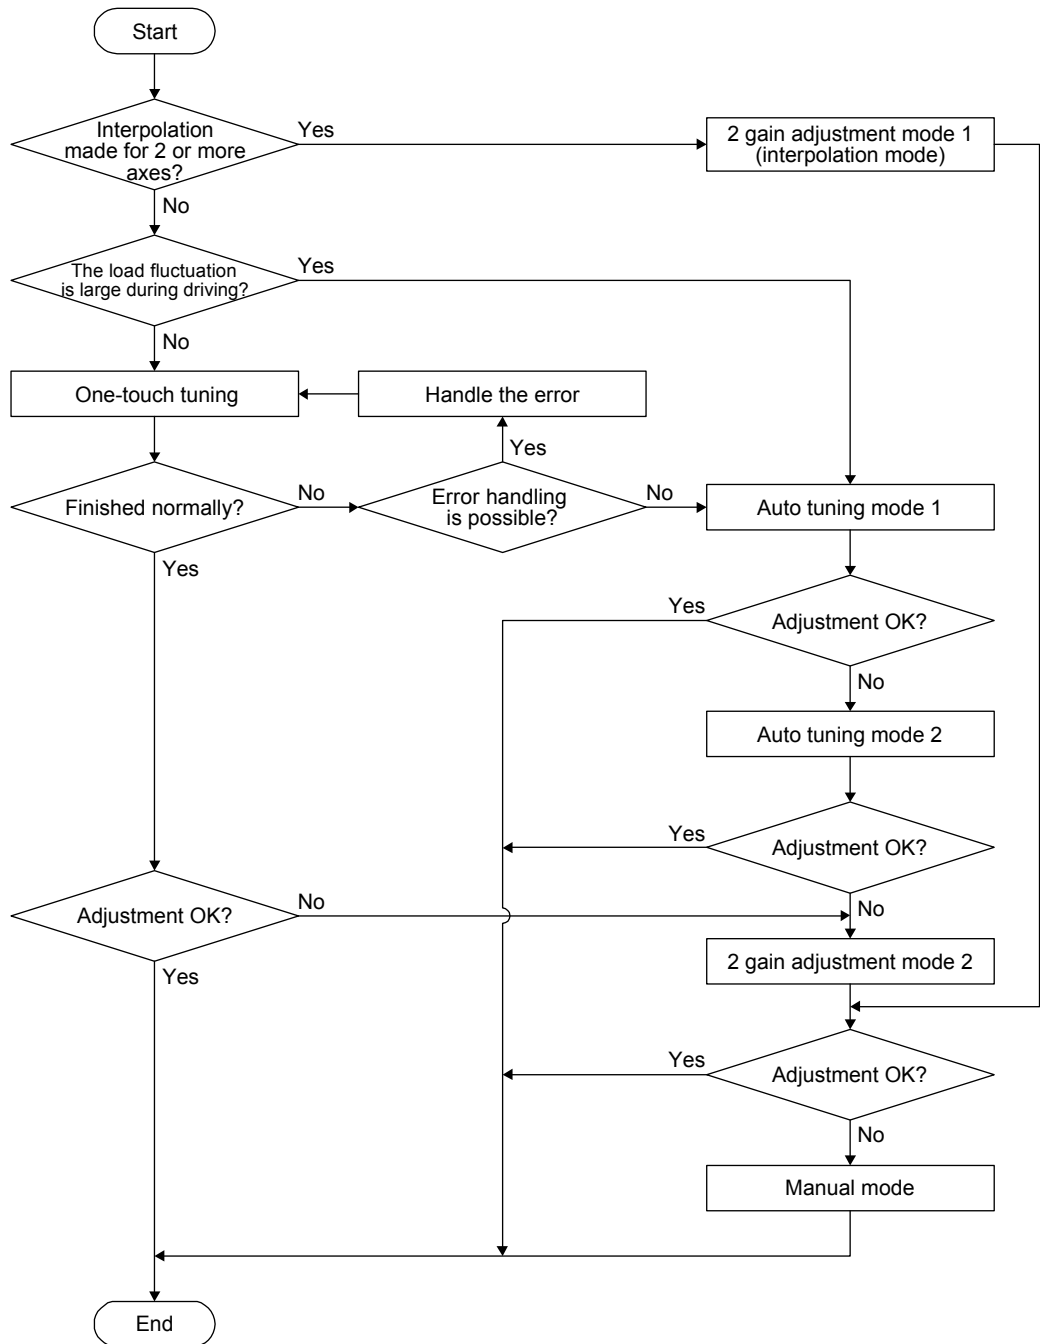 Start
Interpolation
made for 2 or more
axes?
Yes
2 gain adjustment mode 1
(interpolation mode)
No
The load fluctuation
is large during driving?
Yes
No
One-touch tuning
Handle the error
Yes
Finished normally?
No
Error handling
is possible?
No
Auto tuning mode 1
Yes
Yes
Adjustment OK?
No
Auto tuning mode 2
Yes
Adjustment OK?
Adjustment OK?
No
No
Yes
2 gain adjustment mode 2
Yes
Adjustment OK?
No
Manual mode
End